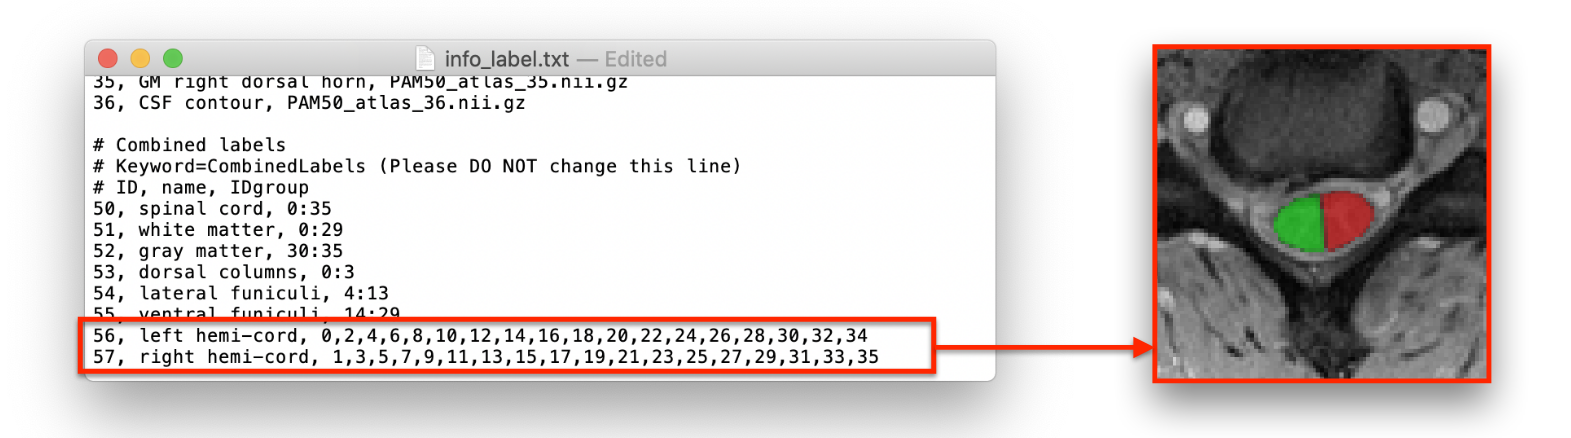 info_label.txt — Edited
35, GM right dorsal horn, PAM50_atlas_35.nii.gz
36, CSF contour, PAM50_atlas_36.nii.gz
# Combined labels
# Keyword=CombinedLabels (Please DO NOT change this line)
# ID, name, IDgroup
50, spinal cord, 0:35
51, white matter, 0:29
52, gray matter, 30:35
53, dorsal columns, 0:3
54, lateral funiculi, 4:13
55, ventral funiculi, 14:29
56, left hemi-cord, 0,2,4,6,8,10,12,14,16,18,20,22,24,26,28,30,32,34
57, right hemi-cord, 1,3,5,7,9,11,13,15,17,19,21,23,25,27,29,31,33,35